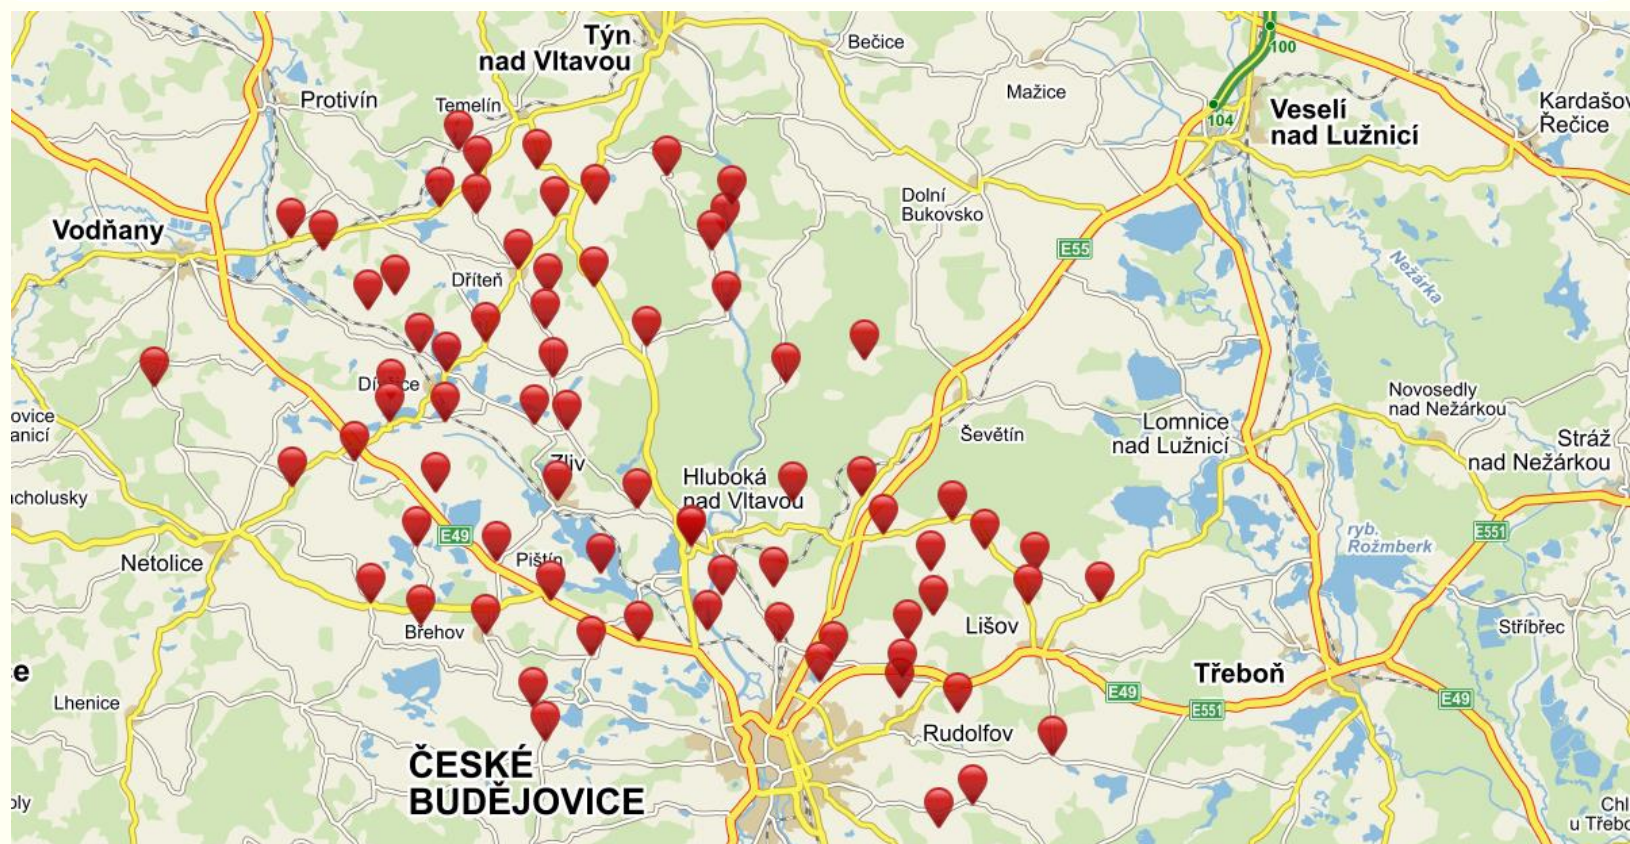 100
Týn
nad Vltavou
Bečice
Mažice
Protivín
Temelín
104
Veselí
nad Lužnicí
Řečice
Vodňany
Dolní
Bukovsko
E55
Nežárka
Dříteň
Novosedly
nad Nežárkou
Lomnice
nad Lužnicí
Ševětín
Stráž
nad Nežárkou
Zliv
Hluboká
nad Vltavou
E49
E551
ryb.
Rožmberk
Netolice
Pištín
Břehov
Lišov
Stříbřec
Třeboň
Lhenice
E49
E551
E49
Rudolfov
ČESKÉ
BUDĚJOVICE